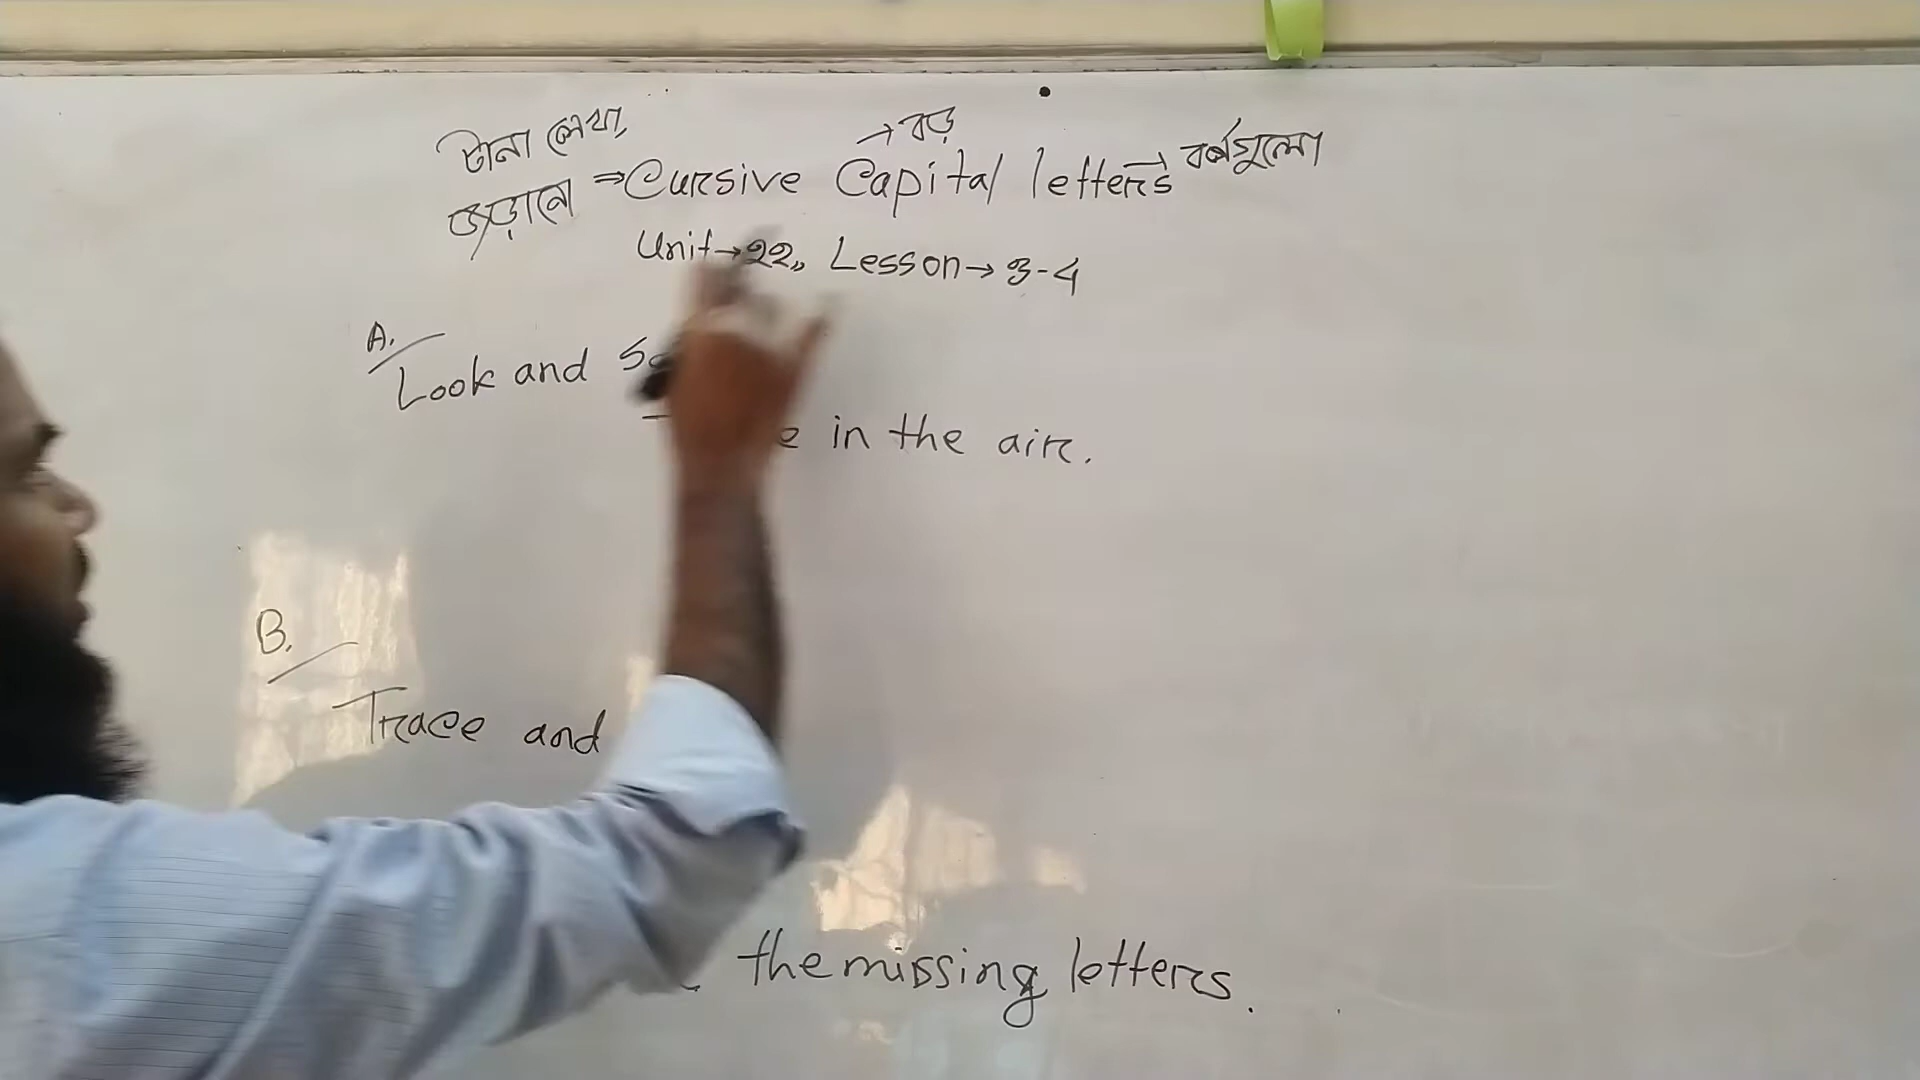 টানা লেখা, → বড়
জড়ানো ⇒ Cursive Capital letters → বর্ণগুলো
Unit → 22,, Lesson → 3-4
A.
Look and
in the air.
B.
Trace and
the missing letters.